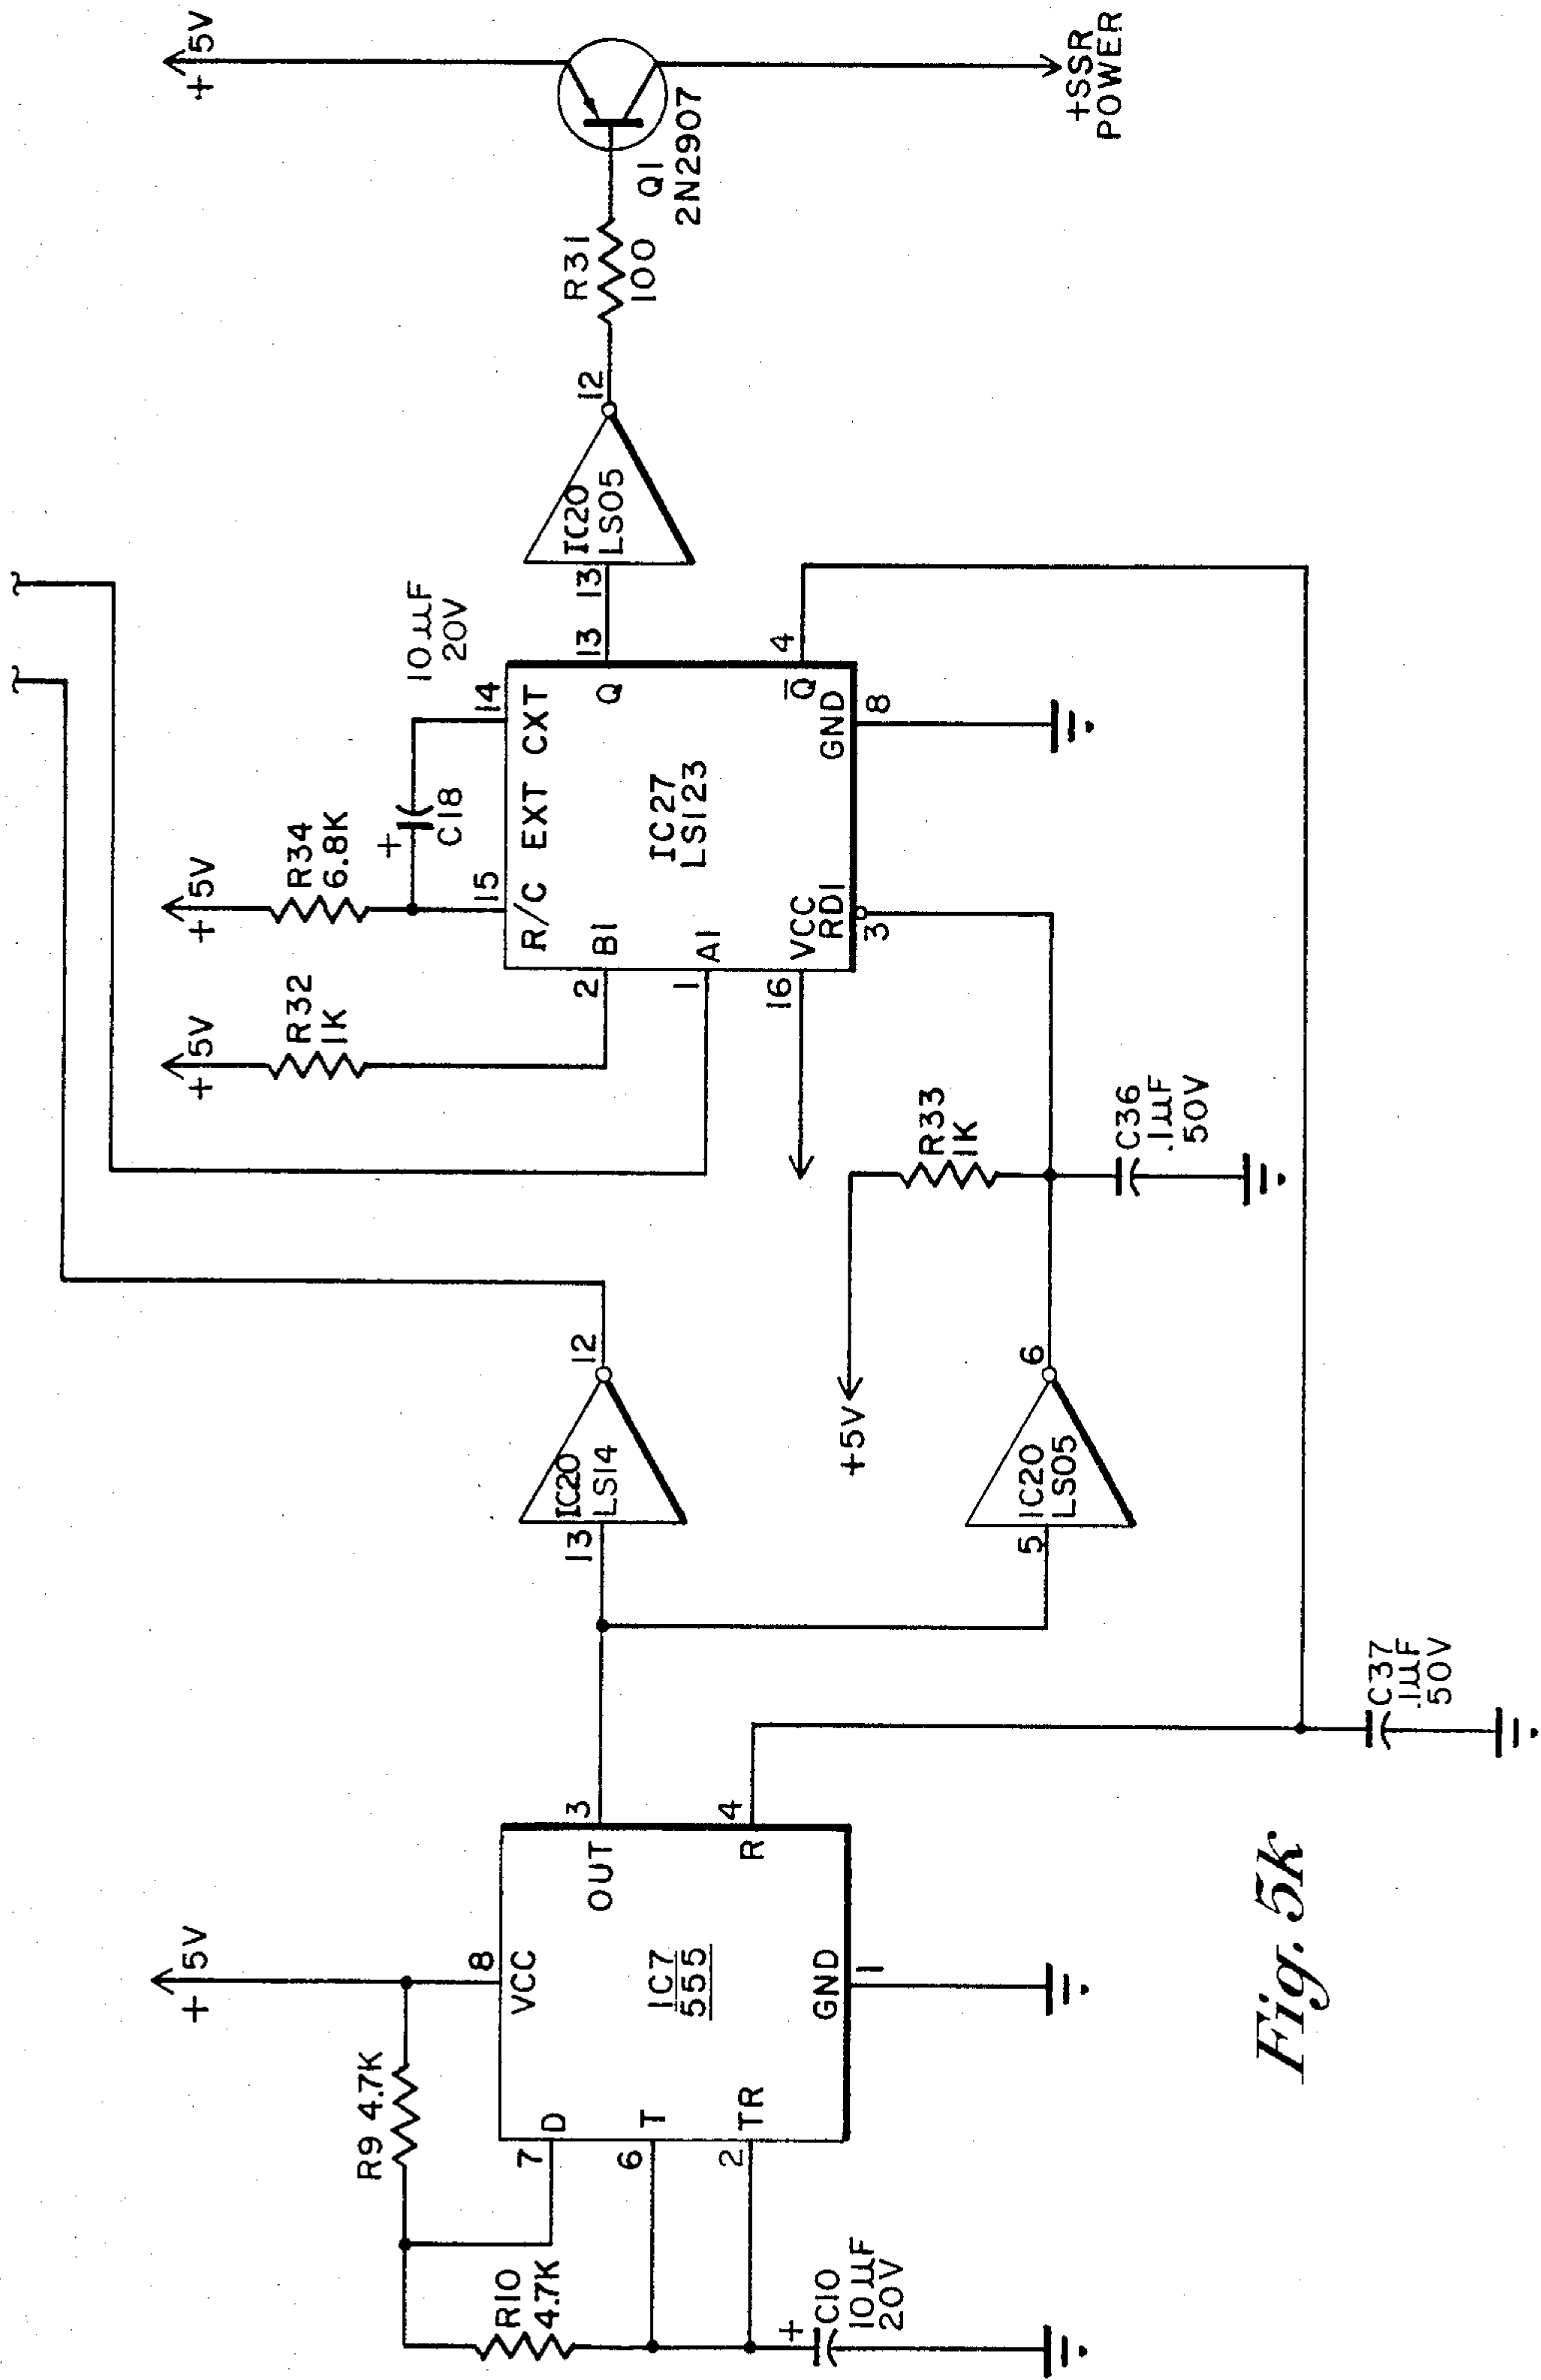 +5V
R9 4.7K
R10
4.7K
8
VCC
7
D
6
T
2
TR
OUT
3
R
4
IC7
555
GND
1
+
C10
10µF
20V
C37
.1µF
50V
13
IC20
LS14
12
5
IC20
LS05
6
+5V
R33
1K
C36
.1µF
50V
+5V
R32
1K
+5V
R34
6.8K
+
C18
10µF
20V
15
14
R/C EXT CXT
2
B1
1
A1
16
VCC
RD1
3
IC27
LS123
Q
13
Q̅
4
GND
8
13
IC20
LS05
12
R31
100
Q1
2N2907
+5V
+SSR
POWER
Fig. 5k